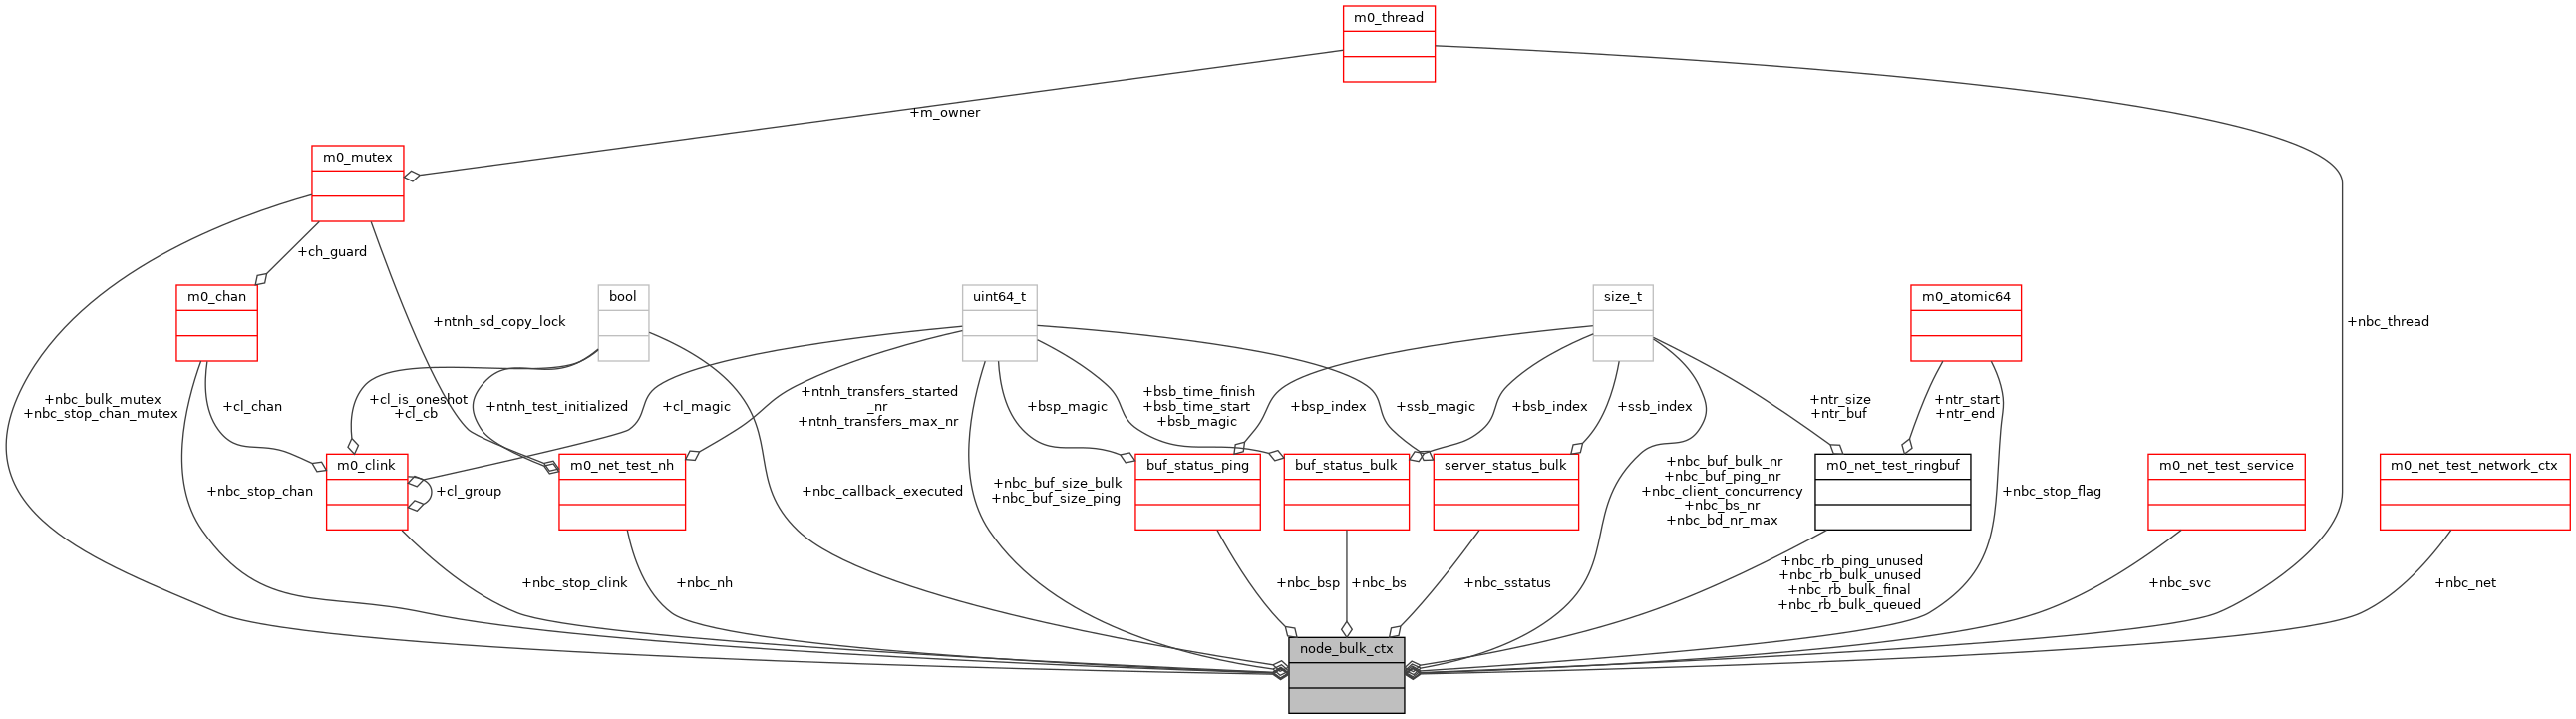 m0_thread
+m_owner
m0_mutex
+ch_guard
m0_chan
bool
uint64_t
size_t
m0_atomic64
+ntnh_sd_copy_lock
+nbc_thread
+nbc_bulk_mutex
+nbc_stop_chan_mutex
+cl_chan
+cl_is_oneshot
+cl_cb
+ntnh_test_initialized
+cl_magic
+ntnh_transfers_started
_nr
+ntnh_transfers_max_nr
+bsp_magic
+bsb_time_finish
+bsb_time_start
+bsb_magic
+bsp_index
+ssb_magic
+bsb_index
+ssb_index
+ntr_size
+ntr_buf
+ntr_start
+ntr_end
m0_clink
m0_net_test_nh
buf_status_ping
buf_status_bulk
server_status_bulk
m0_net_test_ringbuf
m0_net_test_service
m0_net_test_network_ctx
+nbc_stop_chan
+cl_group
+nbc_callback_executed
+nbc_buf_size_bulk
+nbc_buf_size_ping
+nbc_buf_bulk_nr
+nbc_buf_ping_nr
+nbc_client_concurrency
+nbc_bs_nr
+nbc_bd_nr_max
+nbc_stop_flag
+nbc_stop_clink
+nbc_nh
+nbc_bsp
+nbc_bs
+nbc_sstatus
+nbc_rb_ping_unused
+nbc_rb_bulk_unused
+nbc_rb_bulk_final
+nbc_rb_bulk_queued
+nbc_svc
+nbc_net
node_bulk_ctx